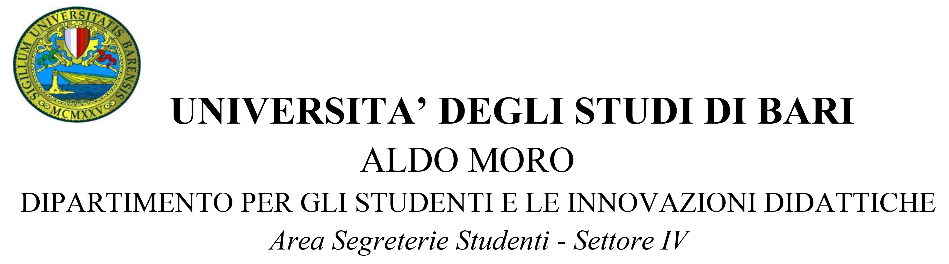 SIGILLUM UNIVERSITATIS BARENSIS
MCMXXV
UNIVERSITA’ DEGLI STUDI DI BARI
ALDO MORO
DIPARTIMENTO PER GLI STUDENTI E LE INNOVAZIONI DIDATTICHE
Area Segreterie Studenti - Settore IV